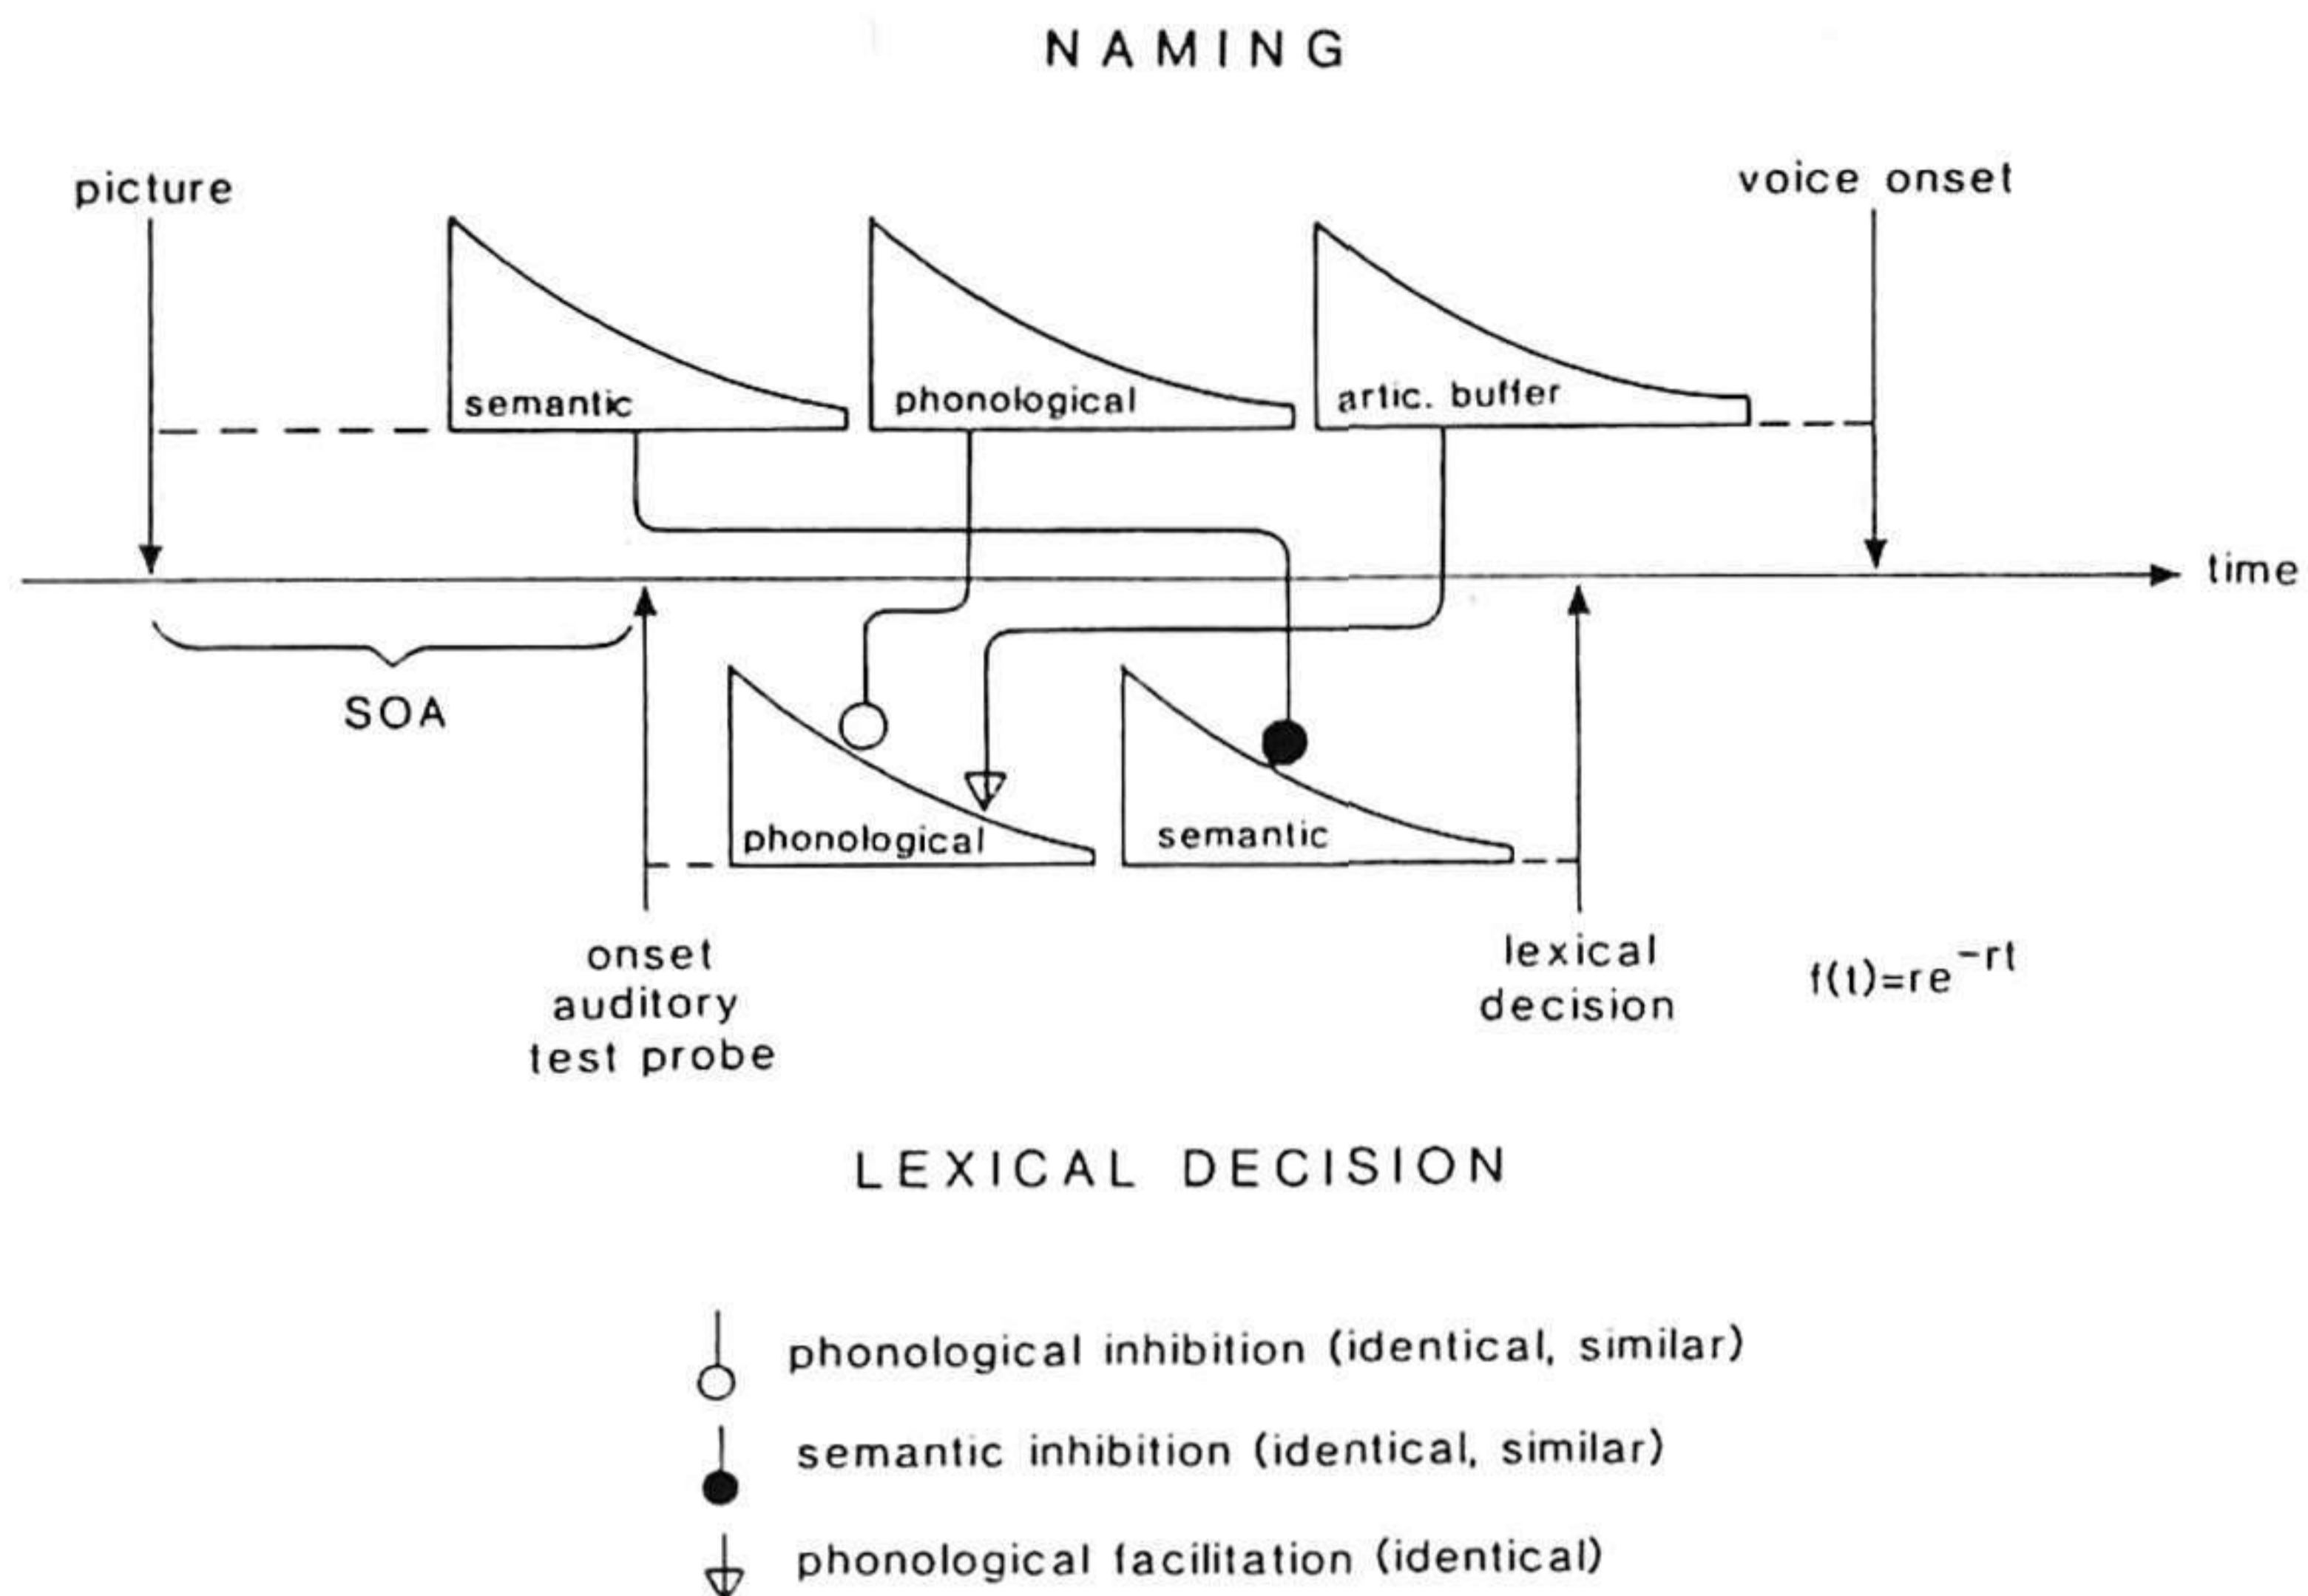 NAMING
picture
voice onset
semantic
phonological
artic. buffer
time
SOA
phonological
semantic
onset
auditory
test probe
lexical
decision
f(t)=re^-rt
LEXICAL DECISION
phonological inhibition (identical, similar)
semantic inhibition (identical, similar)
phonological facilitation (identical)